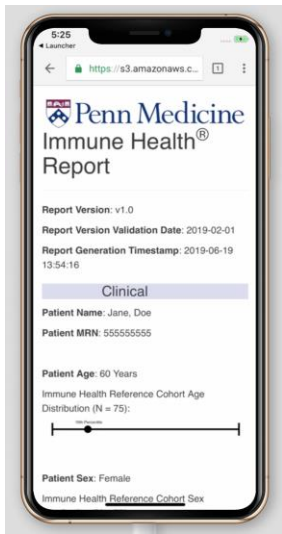 5:25
◀ Launcher
https://s3.amazonaws.c...
1
Penn Medicine
Immune Health®
Report
Report Version: v1.0
Report Version Validation Date: 2019-02-01
Report Generation Timestamp: 2019-06-19
13:54:16
Clinical
Patient Name: Jane, Doe
Patient MRN: 555555555
Patient Age: 60 Years
Immune Health Reference Cohort Age
Distribution (N = 75):
Patient Sex: Female
Immune Health Reference Cohort Sex